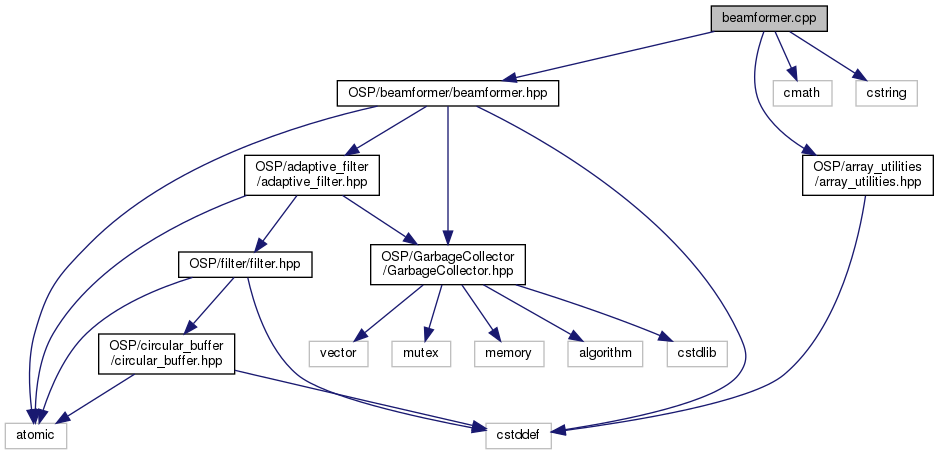 beamformer.cpp
OSP/beamformer/beamformer.hpp
cmath
cstring
OSP/adaptive_filter
/adaptive_filter.hpp
OSP/array_utilities
/array_utilities.hpp
OSP/filter/filter.hpp
OSP/GarbageCollector
/GarbageCollector.hpp
OSP/circular_buffer
/circular_buffer.hpp
vector
mutex
memory
algorithm
cstdlib
atomic
cstddef